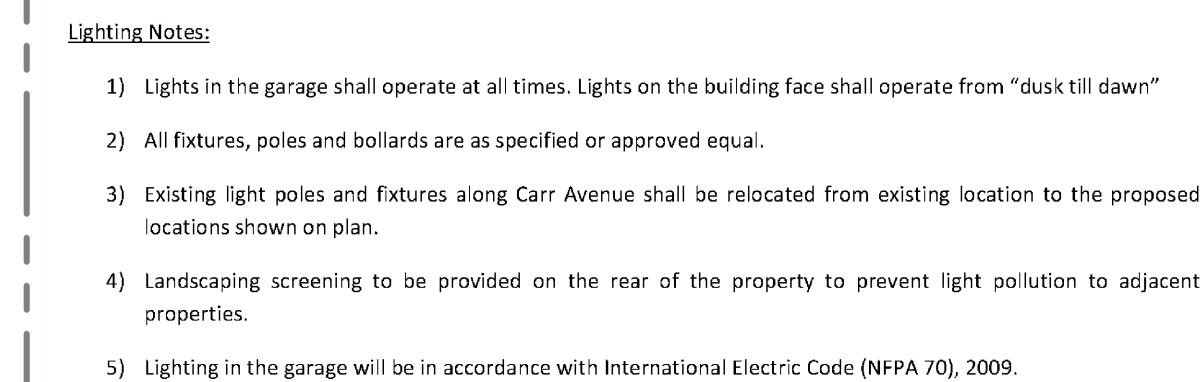 Lighting Notes:
1) Lights in the garage shall operate at all times. Lights on the building face shall operate from “dusk till dawn”
2) All fixtures, poles and bollards are as specified or approved equal.
3) Existing light poles and fixtures along Carr Avenue shall be relocated from existing location to the proposed
locations shown on plan.
4) Landscaping screening to be provided on the rear of the property to prevent light pollution to adjacent
properties.
5) Lighting in the garage will be in accordance with International Electric Code (NFPA 70), 2009.